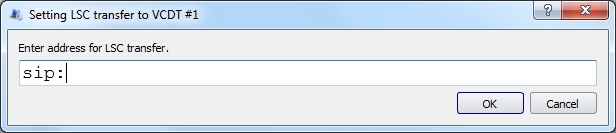 Setting LSC transfer to VCDT #1
Enter address for LSC transfer.
sip:
OK Cancel